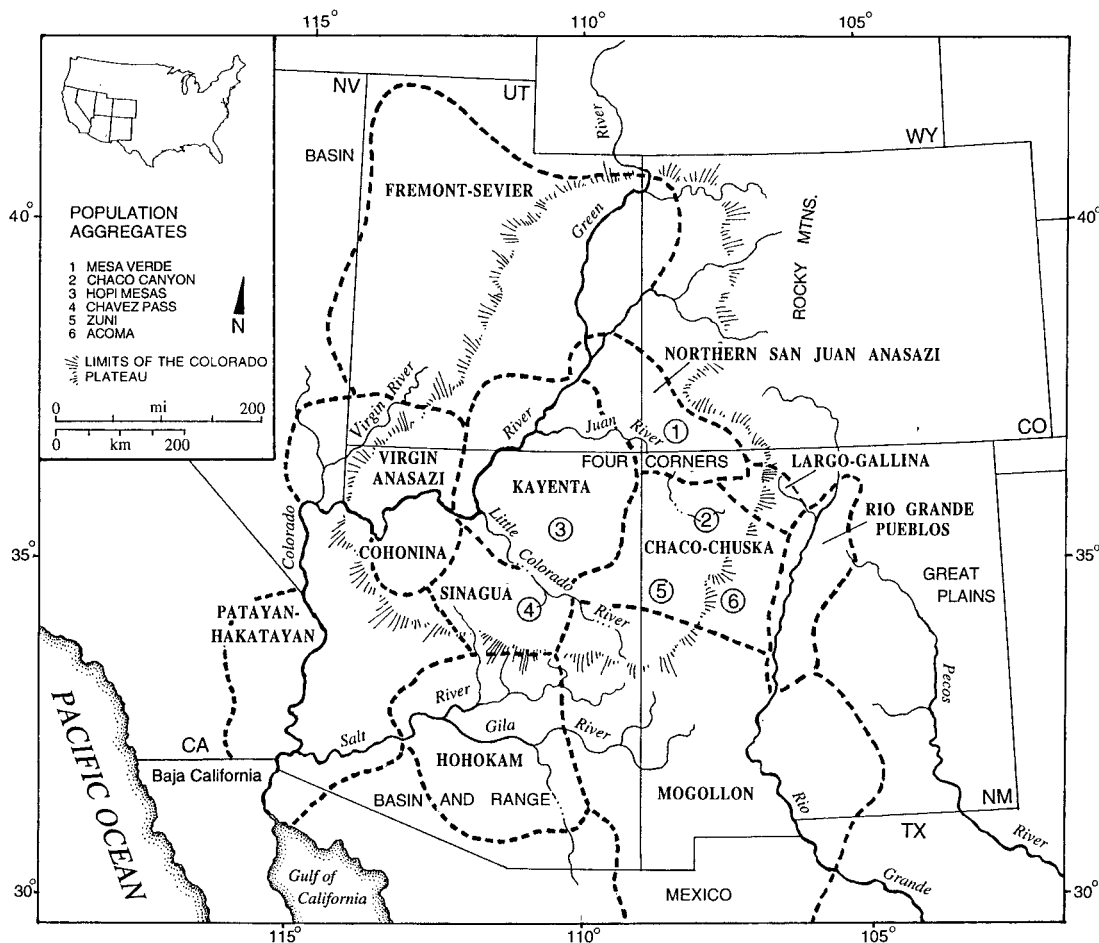 115°
110°
105°
NV
UT
WY
BASIN
FREMONT-SEVIER
River
Green
ROCKY MTNS.
40°
40°
POPULATION
AGGREGATES
1 MESA VERDE
2 CHACO CANYON
3 HOPI MESAS
4 CHAVEZ PASS
5 ZUNI
6 ACOMA
N
LIMITS OF THE COLORADO
PLATEAU
0 mi 200
0 km 200
NORTHERN SAN JUAN ANASAZI
Virgin River
River
Juan
River
1
CO
VIRGIN
ANASAZI
FOUR CORNERS
LARGO-GALLINA
KAYENTA
2
RIO GRANDE
PUEBLOS
Colorado
Little
3
35°
COHONINA
CHACO-CHUSKA
35°
Colorado
SINAGUA
4
River
5
6
GREAT
PLAINS
PATAYAN-
HAKATAYAN
Pecos
River
Salt
Gila
River
CA
Baja California
HOHOKAM
BASIN AND RANGE
MOGOLLON
Rio
NM
TX
River
PACIFIC OCEAN
Gulf of
California
MEXICO
Grande
30°
30°
115°
110°
105°